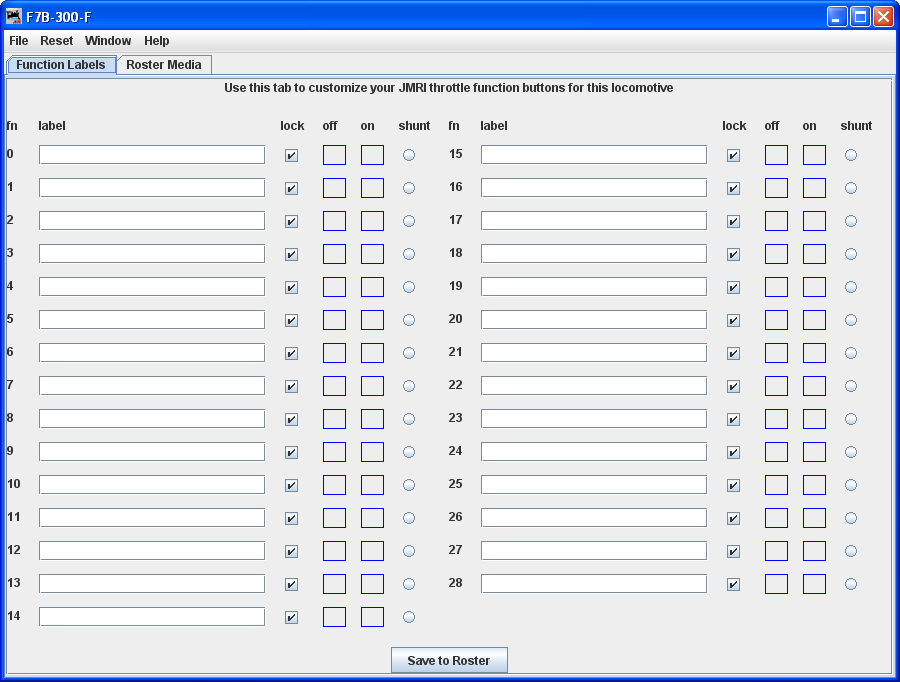 F7B-300-F
File Reset Window Help
Function Labels Roster Media
Use this tab to customize your JMRI throttle function buttons for this locomotive
fn label lock off on shunt fn label lock off on shunt
0 15
1 16
2 17
3 18
4 19
5 20
6 21
7 22
8 23
9 24
10 25
11 26
12 27
13 28
14
Save to Roster